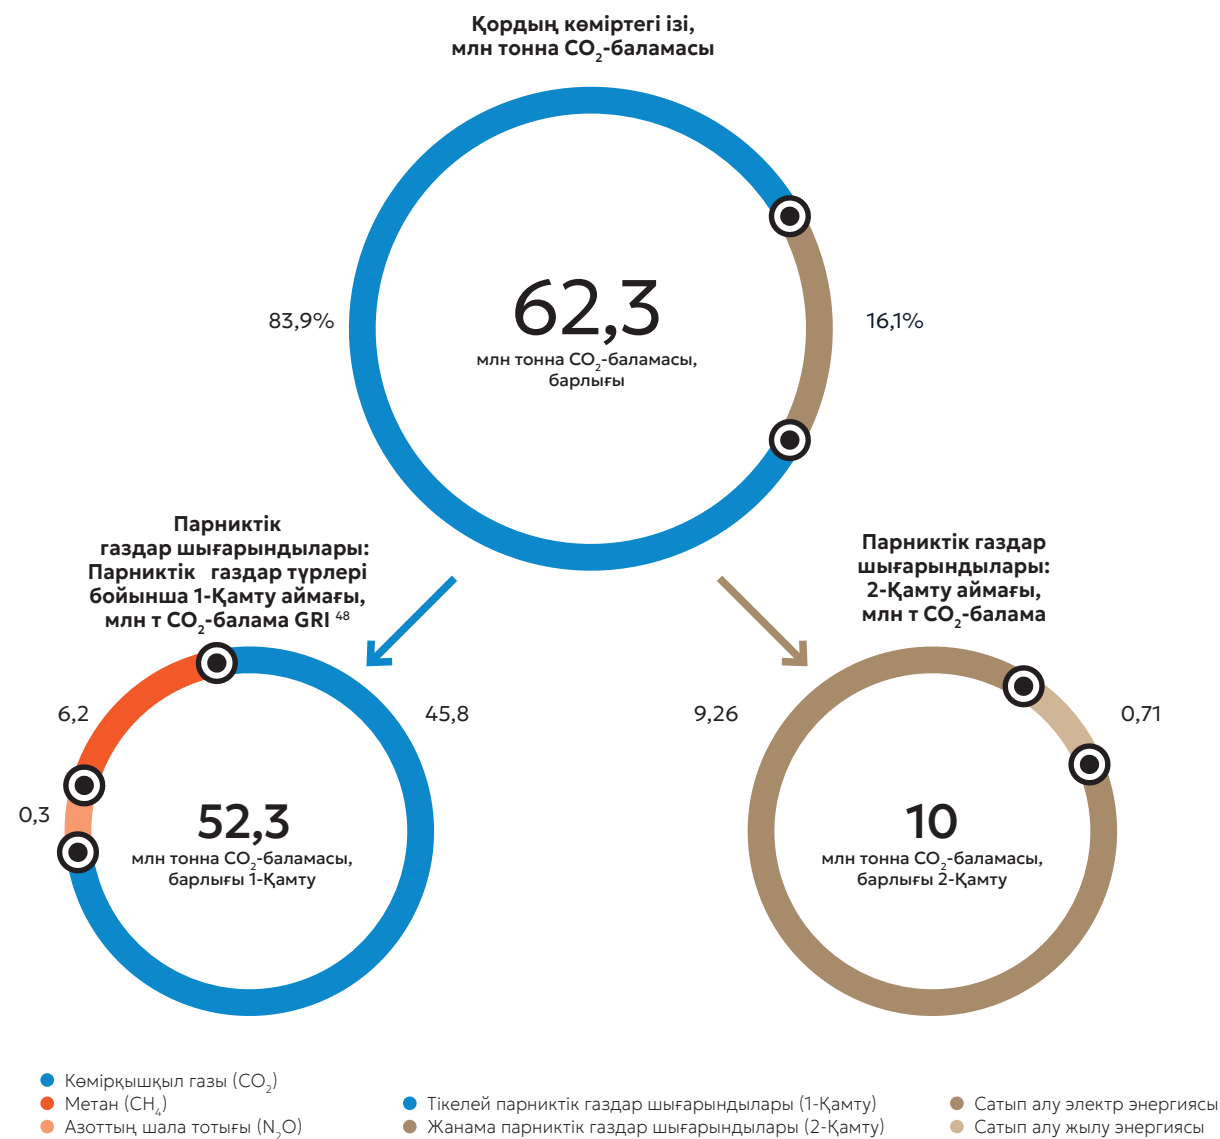 Қордың көміртегі ізі,
млн тонна CO₂-баламасы
83,9%
62,3
млн тонна CO₂-баламасы,
барлығы
16,1%
Парниктік
газдар шығарындылары:
Парниктік газдар түрлері
бойынша 1-Қамту аймағы,
млн т CO₂-балама GRI ⁴⁸
6,2
45,8
0,3
52,3
млн тонна CO₂-баламасы,
барлығы 1-Қамту
Парниктік газдар
шығарындылары:
2-Қамту аймағы,
млн т CO₂-балама
9,26
0,71
10
млн тонна CO₂-баламасы,
барлығы 2-Қамту
Көмірқышқыл газы (CO₂)
Метан (CH₄)
Азоттың шала тотығы (N₂O)
Тікелей парниктік газдар шығарындылары (1-Қамту)
Жанама парниктік газдар шығарындылары (2-Қамту)
Сатып алу электр энергиясы
Сатып алу жылу энергиясы